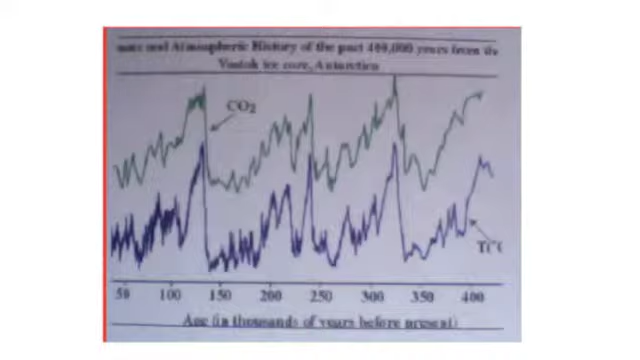 and Atmospheric History of the past 400,000 years from the
Vostok ice core, Antarctica
CO2
50 100 150 200 250 300 350 400
Age (in thousands of years before present)